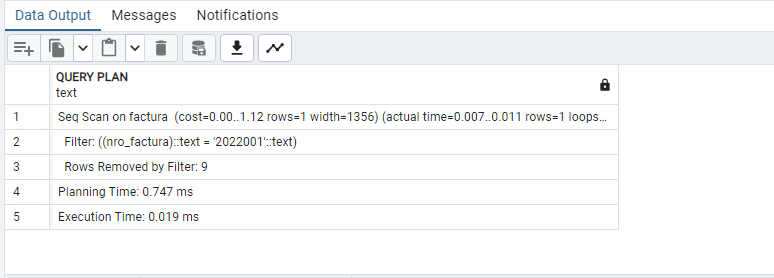 Data Output Messages Notifications
QUERY PLAN
text
1 Seq Scan on factura (cost=0.00..1.12 rows=1 width=1356) (actual time=0.007..0.011 rows=1 loops...
2 Filter: ((nro_factura)::text = '2022001'::text)
3 Rows Removed by Filter: 9
4 Planning Time: 0.747 ms
5 Execution Time: 0.019 ms